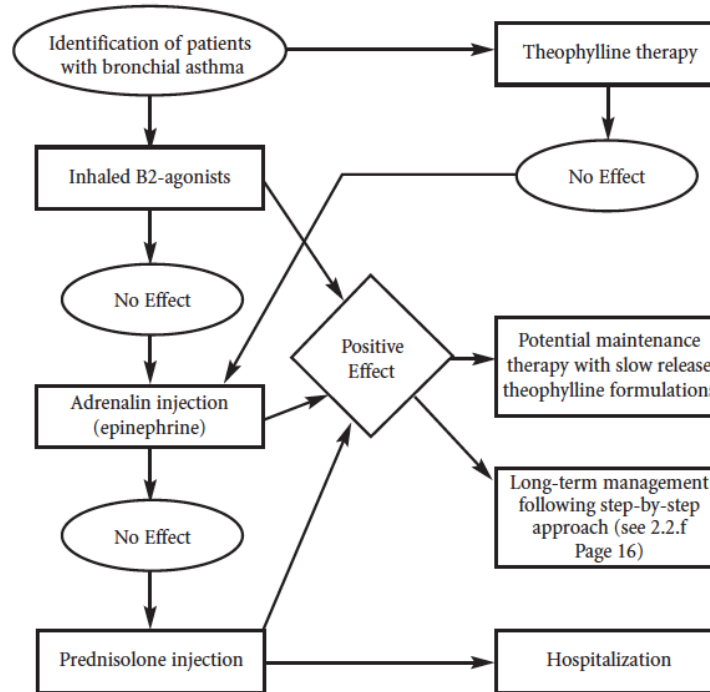 Identification of patients
with bronchial asthma
Theophylline therapy
Inhaled B2-agonists
No Effect
No Effect
Positive
Effect
Potential maintenance
therapy with slow release
theophylline formulations
Adrenalin injection
(epinephrine)
Long-term management
following step-by-step
approach (see 2.2.f
Page 16)
No Effect
Prednisolone injection
Hospitalization